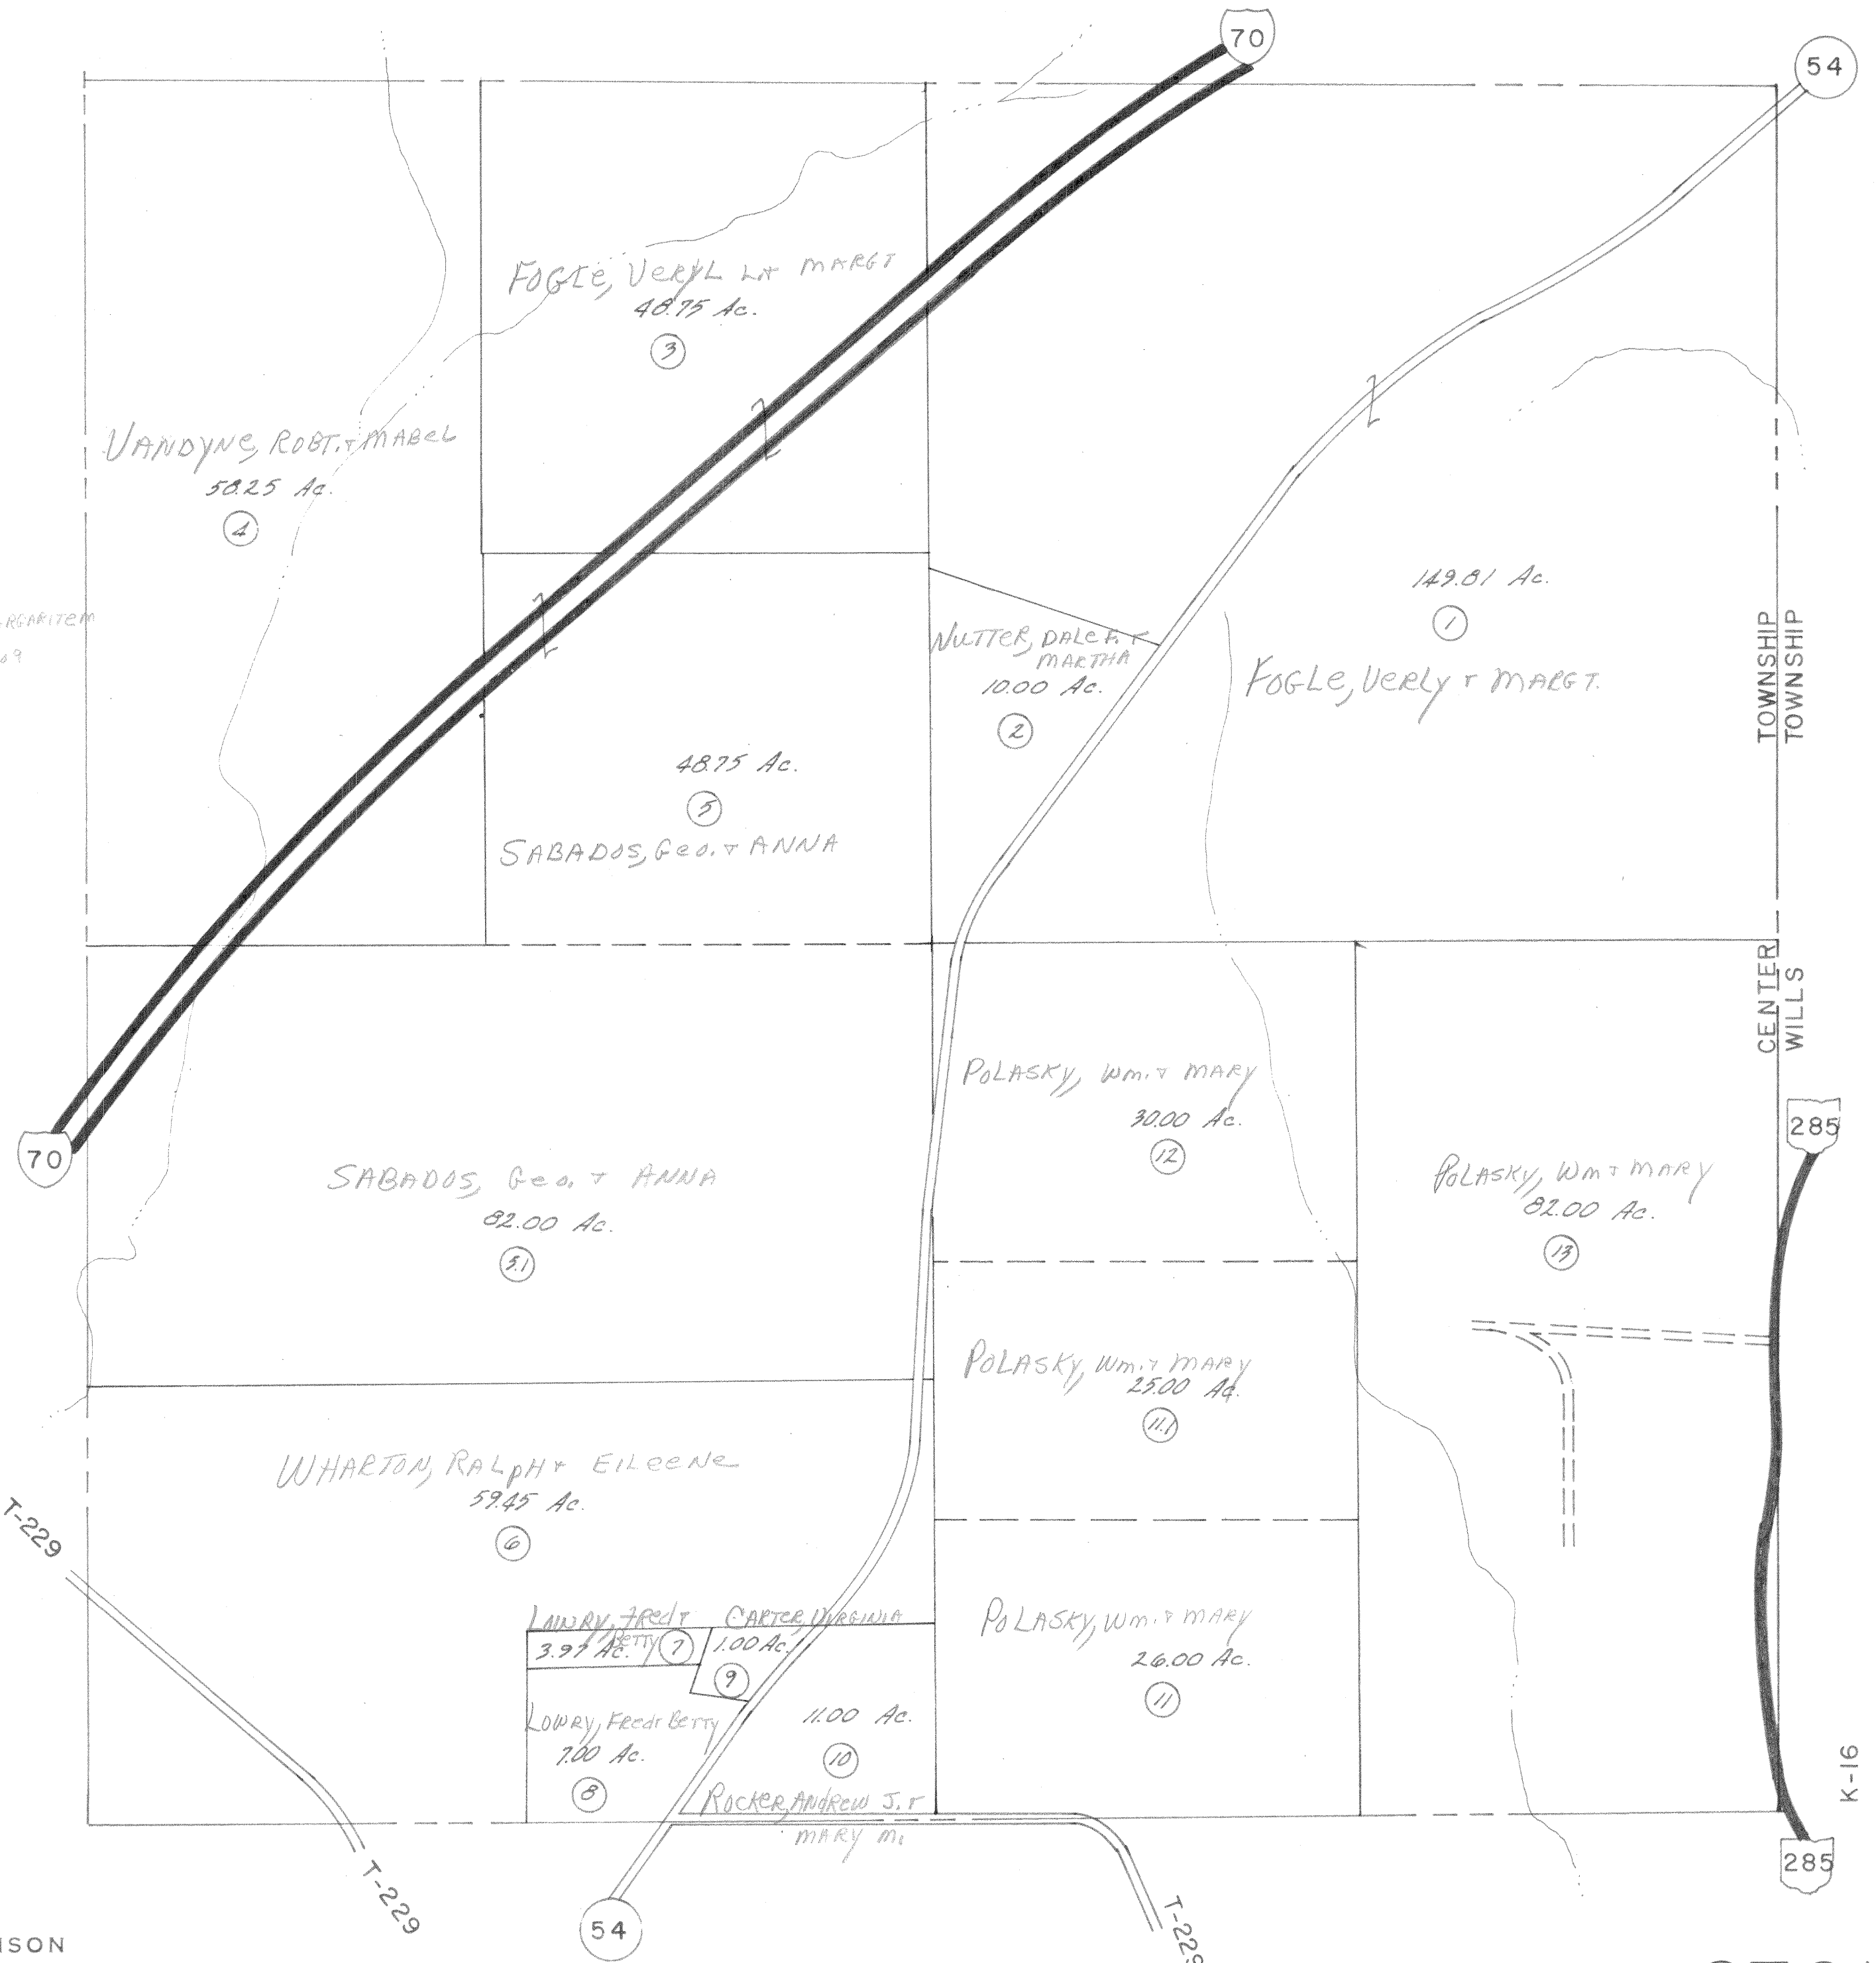 70
54
FOGLE, VERYL L+ MARGT
48.75 Ac.
3
VANDYNE, ROBT. + MABEL
58.25 Ac.
4
149.81 Ac.
1
FOGLE, VERLY + MARGT.
NUTTER, DALE F. +
MARTHA
10.00 Ac.
2
TOWNSHIP
TOWNSHIP
09
48.75 Ac.
5
SABADOS, Geo. + ANNA
CENTER
WILLS
POLASKY, Wm. + MARY
30.00 Ac.
12
285
70
SABADOS, Geo. + ANNA
82.00 Ac.
5.1
POLASKY, Wm + MARY
82.00 Ac.
13
POLASKY, Wm. + MARY
25.00 Ac.
11.1
WHARTON, RALPH + EILEENE
59.45 Ac.
6
T-229
LOWRY, Fred +
Betty
3.97 Ac.
7
CARTER, VIRGINIA
1.00 Ac.
9
POLASKY, Wm. + MARY
26.00 Ac.
11
LOWRY, Fred + BETTY
7.00 Ac.
8
11.00 Ac.
10
ROCKER, ANDREW J. +
MARY M.
K-16
285
T-229
54
T-229
ISON